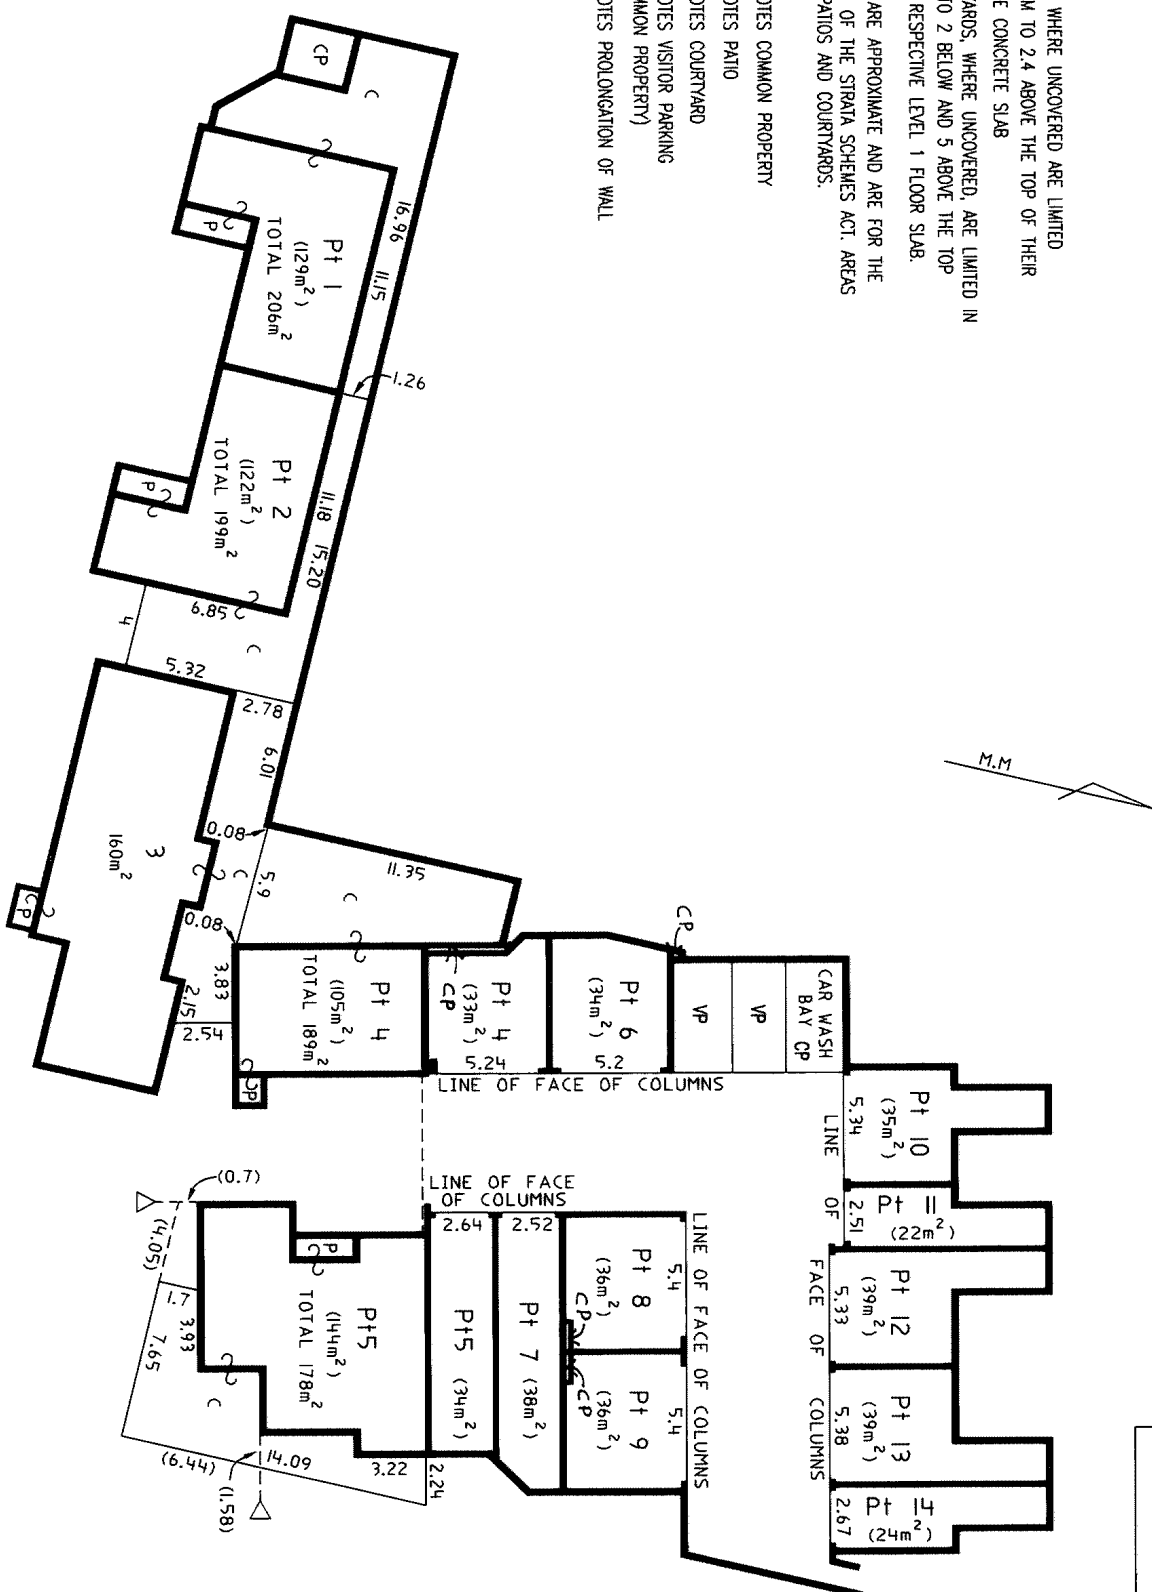 WHERE UNCOVERED ARE LIMITED
M TO 2.4 ABOVE THE TOP OF THEIR
E CONCRETE SLAB
ARDS, WHERE UNCOVERED, ARE LIMITED IN
TO 2 BELOW AND 5 ABOVE THE TOP
RESPECTIVE LEVEL 1 FLOOR SLAB.
ARE APPROXIMATE AND ARE FOR THE
OF THE STRATA SCHEMES ACT. AREAS
PATIOS AND COURTYARDS.
OTES COMMON PROPERTY
OTES PATIO
OTES COURTYARD
OTES VISITOR PARKING
MMON PROPERTY)
OTES PROLONGATION OF WALL
M.M
CP
C
16.96
11.15
P
Pt 1
(129m²)
TOTAL 206m²
1.26
11.18
15.20
P
Pt 2
(122m²)
TOTAL 199m²
6.85
C
4
5.32
2.78
6.01
0.08
5.9
C
11.35
C
3
160m²
CP
0.08
3.83
2.15
2.54
Pt 4
(105m²)
TOTAL 189m²
P
CP
Pt 4
(33m²)
5.24
Pt 6
(34m²)
5.2
CP
VP
VP
CAR WASH
BAY CP
LINE OF FACE OF COLUMNS
Pt 10
(35m²)
5.34
Pt 11
(22m²)
2.51
Pt 12
(39m²)
5.33
Pt 13
(39m²)
5.38
Pt 14
(24m²)
2.67
LINE OF FACE OF COLUMNS
LINE OF FACE OF COLUMNS
LINE OF FACE
OF COLUMNS
2.64
2.52
Pt 8
(36m²)
5.4
CP
CP
Pt 9
(36m²)
5.4
Pt 7 (38m²)
Pt5 (34m²)
Pt5
(144m²)
TOTAL 178m²
P
(0.7)
(4.05)
1.7
3.93
7.65
C
(6.44)
(1.58)
14.09
3.22
2.24